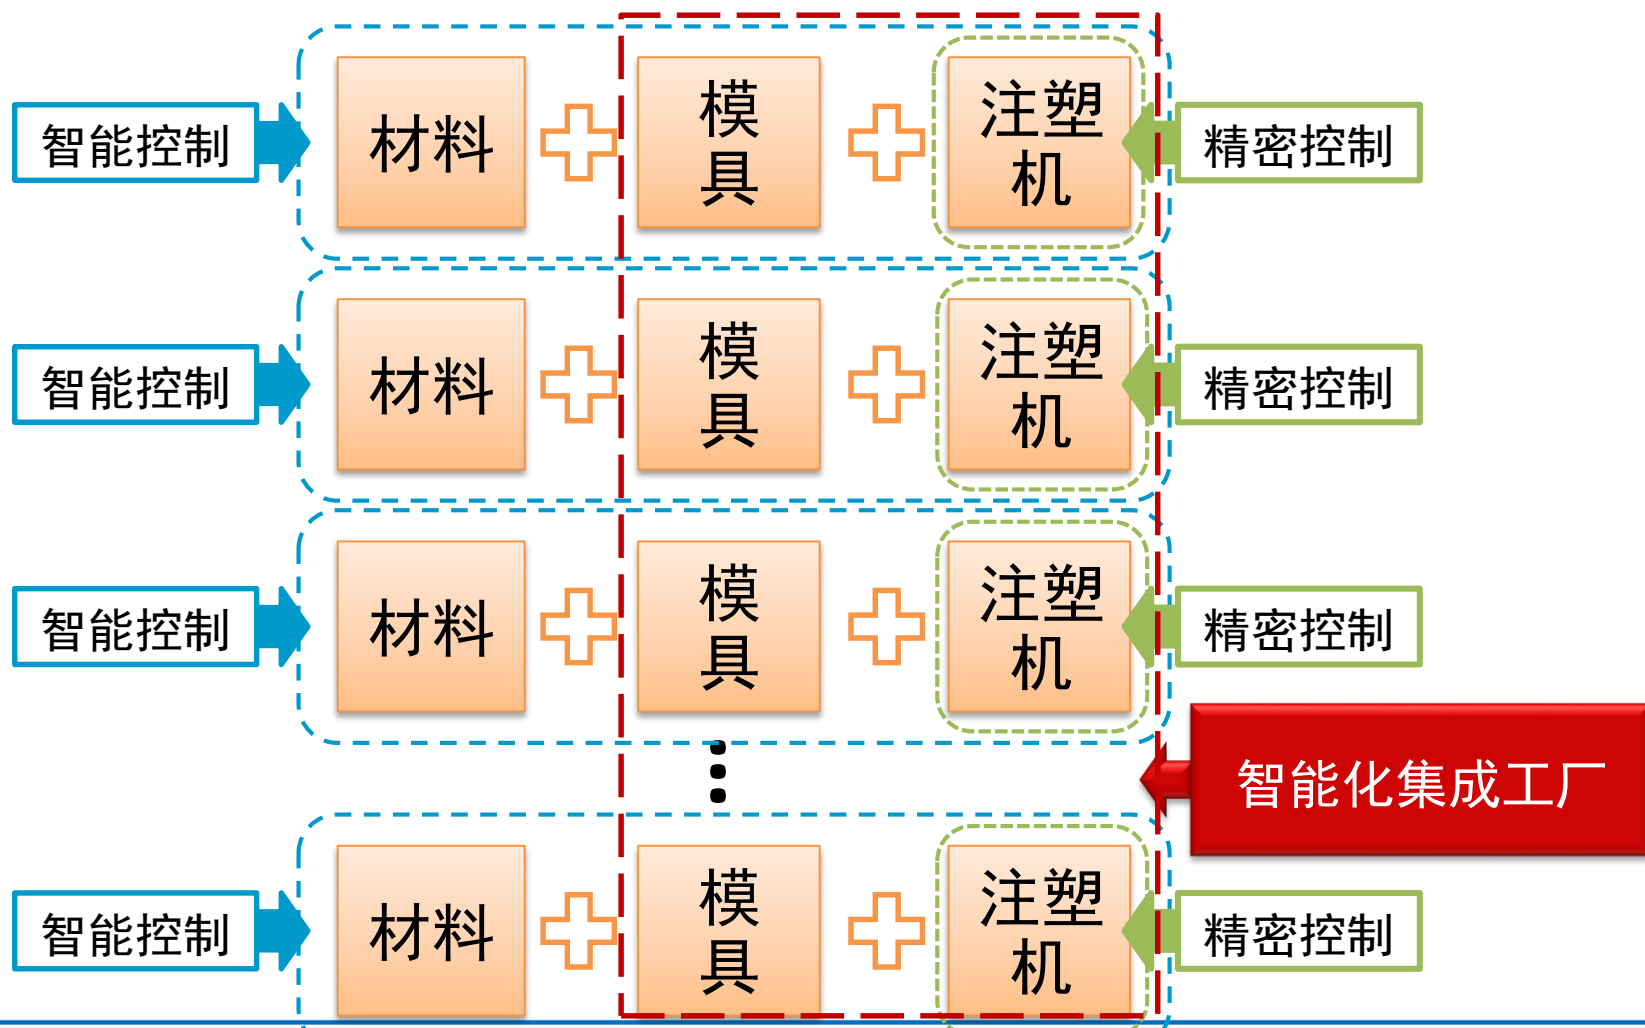 智能控制
材料
模
具
注塑
机
精密控制
智能控制
材料
模
具
注塑
机
精密控制
智能控制
材料
模
具
注塑
机
精密控制
智能化集成工厂
智能控制
材料
模
具
注塑
机
精密控制